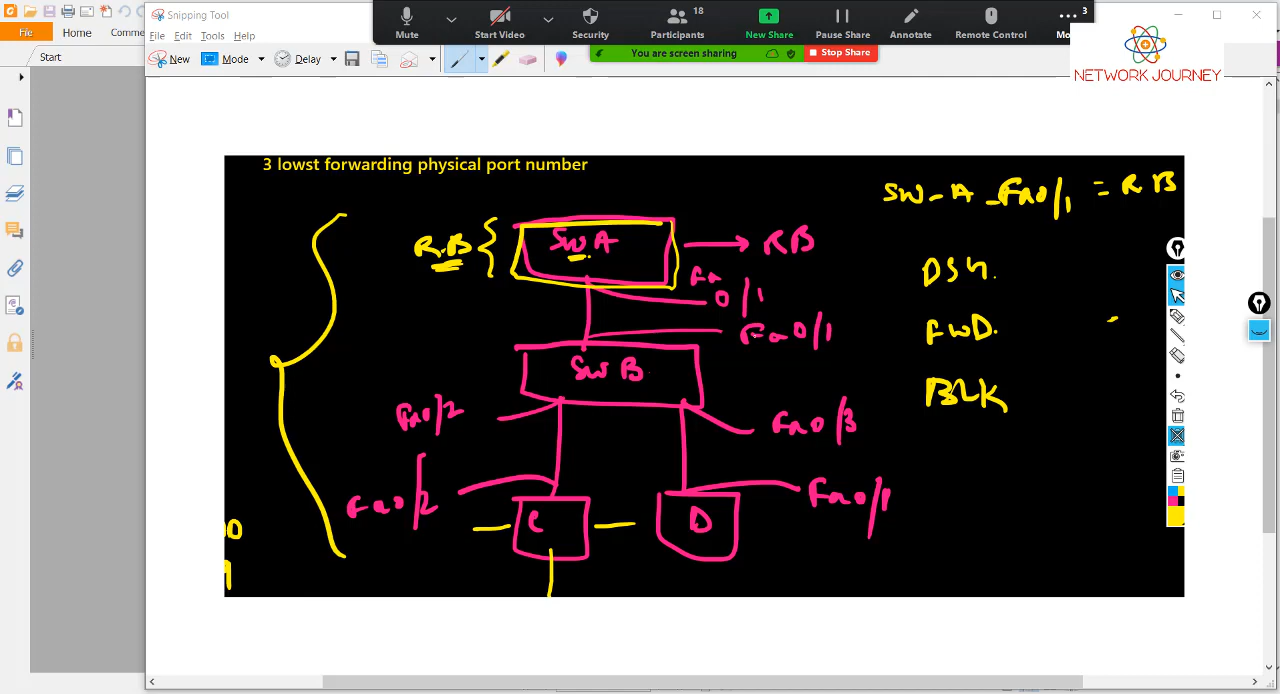 Snipping Tool
File Edit Tools Help
New Mode Delay
File Home Comme
Start
Mute Start Video Security 18 Participants New Share Pause Share Annotate Remote Control 3 Mo
You are screen sharing Stop Share
NETWORK JOURNEY
3 lowst forwarding physical port number
SW-A-Fa0/1 = RB
R.B SW A RB
Fa 0/1
Fa0/1
SW B
DSG.
FWD.
BLK
Fa0/2 Fa0/3
Fa0/2 Fa0/1
C D